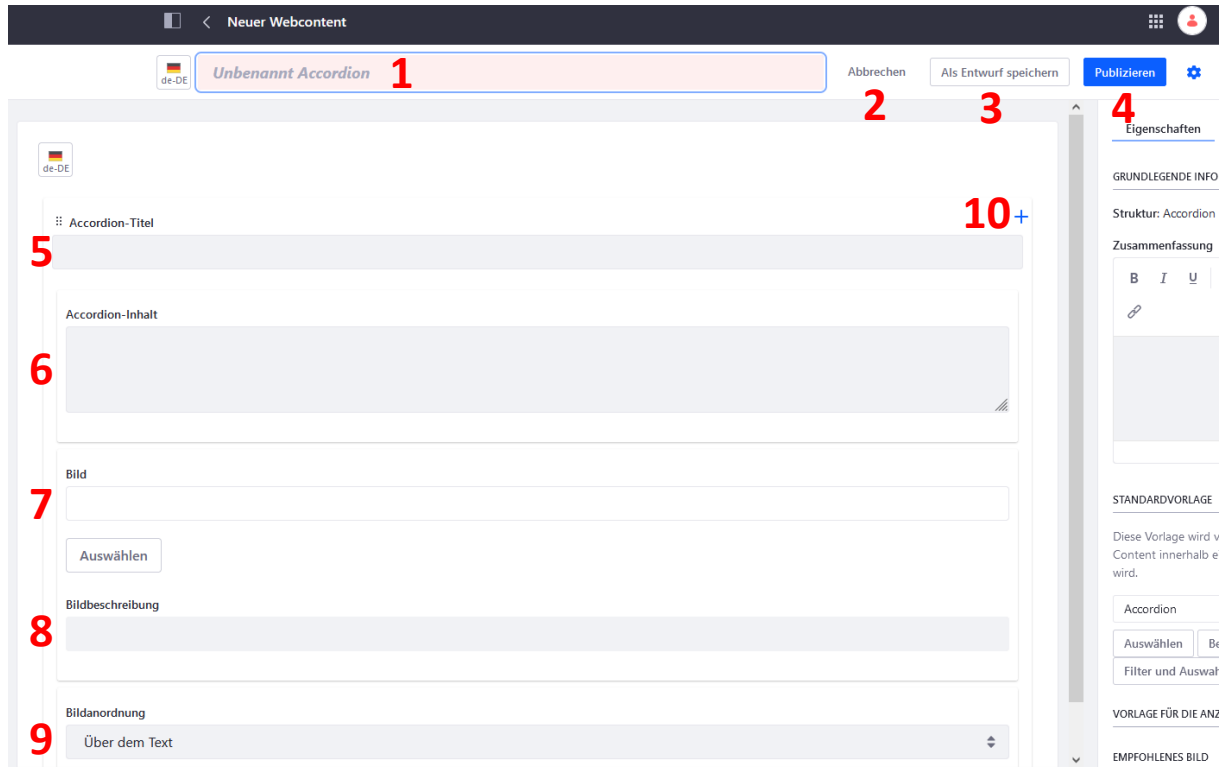 Neuer Webcontent
de-DE
Unbenannt Accordion
1
Abbrechen
Als Entwurf speichern
Publizieren
2
3
4
Eigenschaften
de-DE
GRUNDLEGENDE INFO
10
Struktur: Accordion
Accordion-Titel
5
Zusammenfassung
B I U
Accordion-Inhalt
6
Bild
7
STANDARDVORLAGE
Diese Vorlage wird v
Content innerhalb e
wird.
Auswählen
Bildbeschreibung
8
Accordion
Auswählen
Be
Filter und Auswah
Bildanordnung
9
Über dem Text
VORLAGE FÜR DIE ANZ
EMPFOHLENES BILD